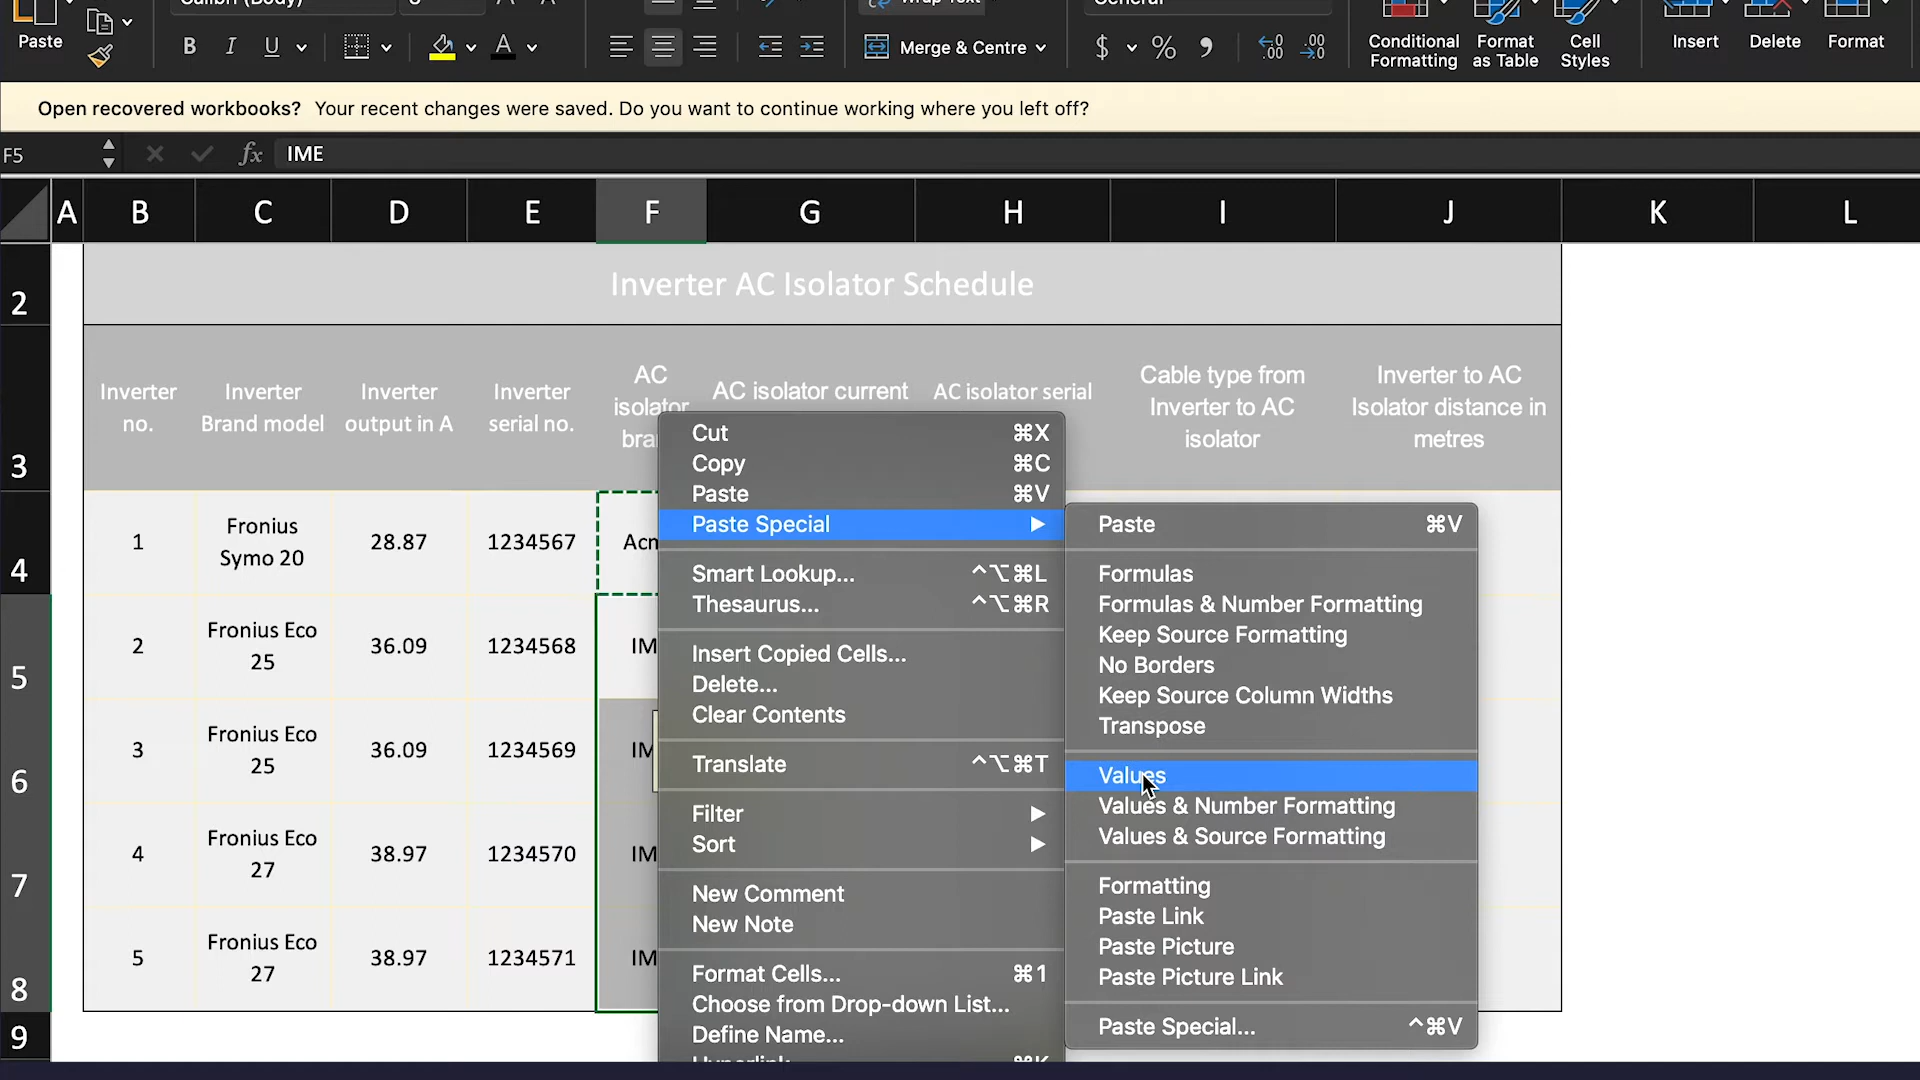 Paste
B I U
A
Merge & Centre
$ % 9
.00
Conditional
Formatting
Format
as Table
Cell
Styles
Insert
Delete
Format
Open recovered workbooks? Your recent changes were saved. Do you want to continue working where you left off?
F5
fx
IME
A B C D E F G H I J K L
2
Inverter AC Isolator Schedule
3
Inverter
no.
Inverter
Brand model
Inverter
output in A
Inverter
serial no.
AC
isolator
AC isolator current
AC isolator serial
Cable type from
Inverter to AC
isolator
Inverter to AC
Isolator distance in
metres
4
1
Fronius
Symo 20
28.87
1234567
5
2
Fronius Eco
25
36.09
1234568
6
3
Fronius Eco
25
36.09
1234569
7
4
Fronius Eco
27
38.97
1234570
8
5
Fronius Eco
27
38.97
1234571
9
Cut ⌘X
Copy ⌘C
Paste ⌘V
Paste Special ▶
Smart Lookup... ^⌥⌘L
Thesaurus... ^⌥⌘R
Insert Copied Cells...
Delete...
Clear Contents
Translate ^⌥⌘T
Filter ▶
Sort ▶
New Comment
New Note
Format Cells... ⌘1
Choose from Drop-down List...
Define Name...
Paste ⌘V
Formulas
Formulas & Number Formatting
Keep Source Formatting
No Borders
Keep Source Column Widths
Transpose
Values
Values & Number Formatting
Values & Source Formatting
Formatting
Paste Link
Paste Picture
Paste Picture Link
Paste Special... ^⌘V